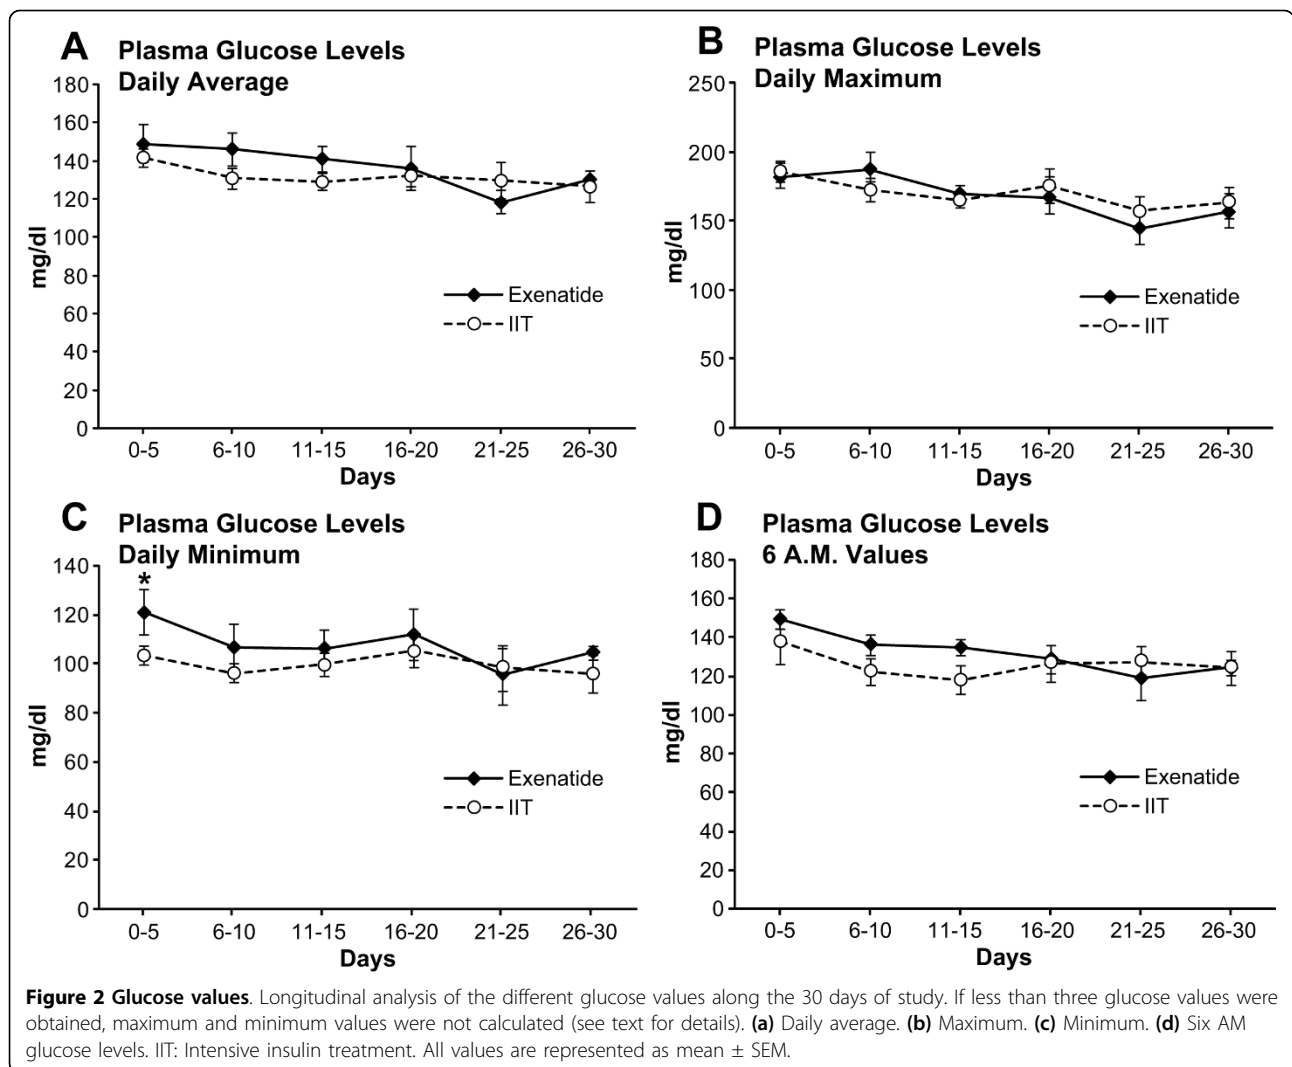 A
Plasma Glucose Levels
Daily Average
180
160
140
120
100
80
60
40
20
0
mg/dl
Exenatide
IIT
0-5 6-10 11-15 16-20 21-25 26-30
Days
B
Plasma Glucose Levels
Daily Maximum
250
200
150
100
50
0
mg/dl
Exenatide
IIT
0-5 6-10 11-15 16-20 21-25 26-30
Days
C
Plasma Glucose Levels
Daily Minimum
140
*
120
100
80
60
40
20
0
mg/dl
Exenatide
IIT
0-5 6-10 11-15 16-20 21-25 26-30
Days
D
Plasma Glucose Levels
6 A.M. Values
180
160
140
120
100
80
60
40
20
0
mg/dl
Exenatide
IIT
0-5 6-10 11-15 16-20 21-25 26-30
Days
Figure 2 Glucose values. Longitudinal analysis of the different glucose values along the 30 days of study. If less than three glucose values were
obtained, maximum and minimum values were not calculated (see text for details). (a) Daily average. (b) Maximum. (c) Minimum. (d) Six AM
glucose levels. IIT: Intensive insulin treatment. All values are represented as mean ± SEM.